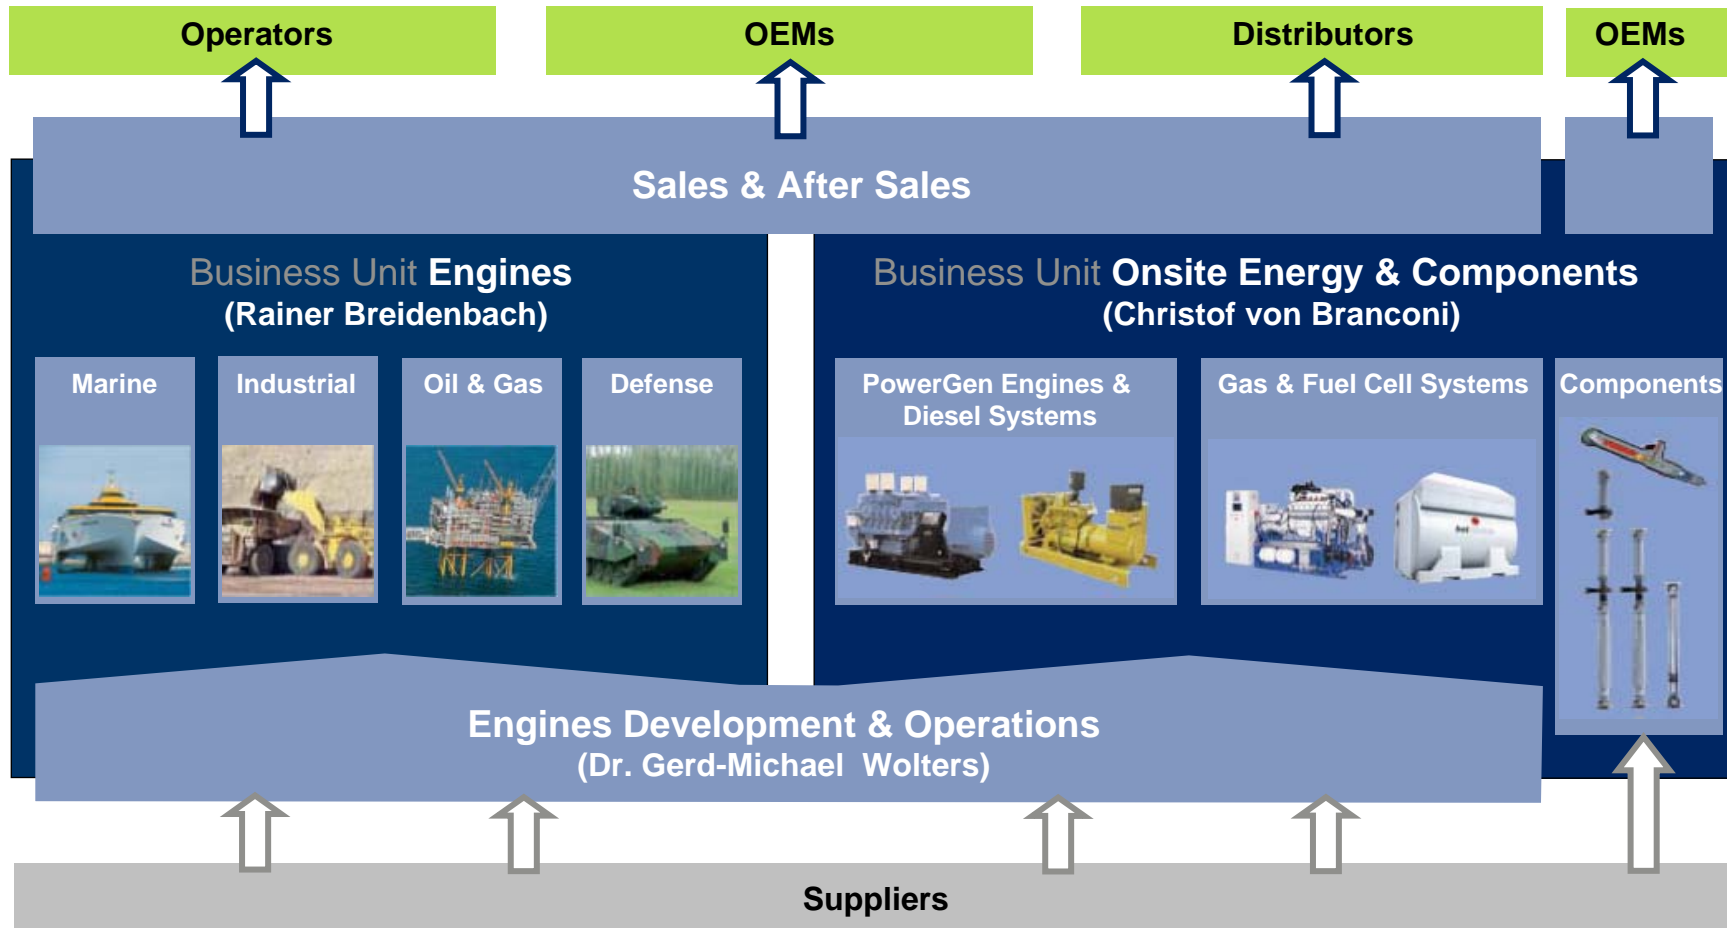 Operators
OEMs
Distributors
OEMs
Sales & After Sales
Business Unit Engines
(Rainer Breidenbach)
Business Unit Onsite Energy & Components
(Christof von Branconi)
Marine
Industrial
Oil & Gas
Defense
PowerGen Engines &
Diesel Systems
Gas & Fuel Cell Systems
Components
Engines Development & Operations
(Dr. Gerd-Michael Wolters)
Suppliers